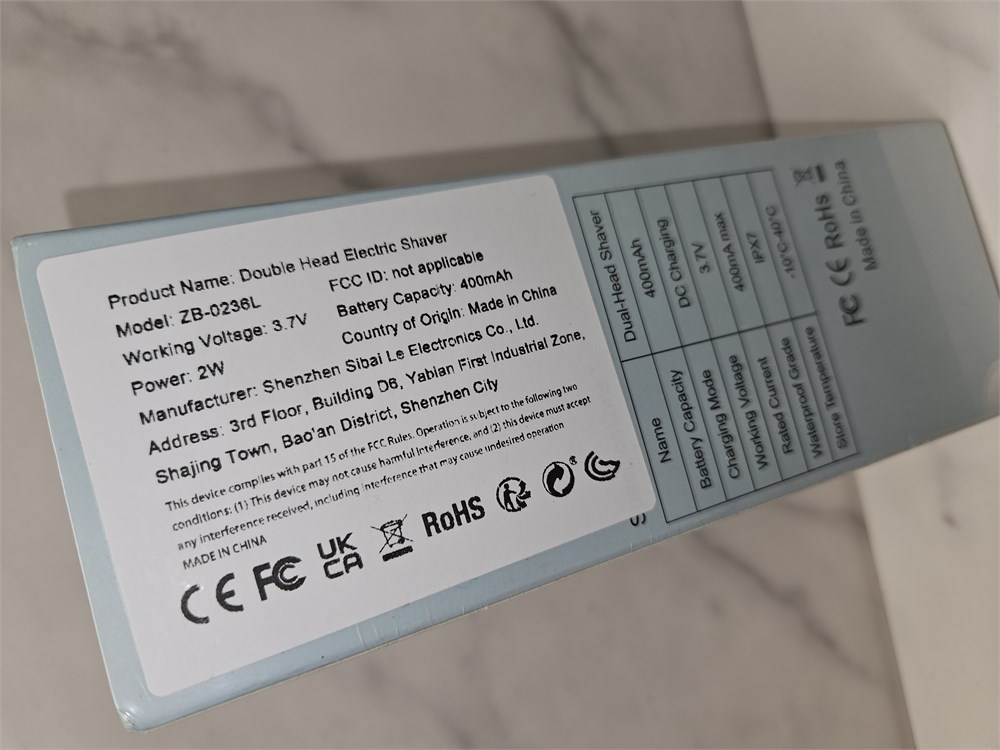 Product Name: Double Head Electric Shaver
Model: ZB-0236L
FCC ID: not applicable
Working Voltage: 3.7V
Battery Capacity: 400mAh
Power: 2W
Country of Origin: Made in China
Manufacturer: Shenzhen Sibai Le Electronics Co., Ltd.
Address: 3rd Floor, Building D6, Yabian First Industrial Zone,
Shajing Town, Bao'an District, Shenzhen City
This device complies with part 15 of the FCC Rules. Operation is subject to the following two
conditions: (1) This device may not cause harmful interference, and (2) this device must accept
any interference received, including interference that may cause undesired operation
MADE IN CHINA
CE FC UK CA RoHS
S
Name Dual-Head Shaver
Battery Capacity 400mAh
Charging Mode DC Charging
Working Voltage 3.7V
Rated Current 400mA max
Waterproof Grade IPX7
Store Temperature -10°C-40°C
FC CE RoHS
Made in China